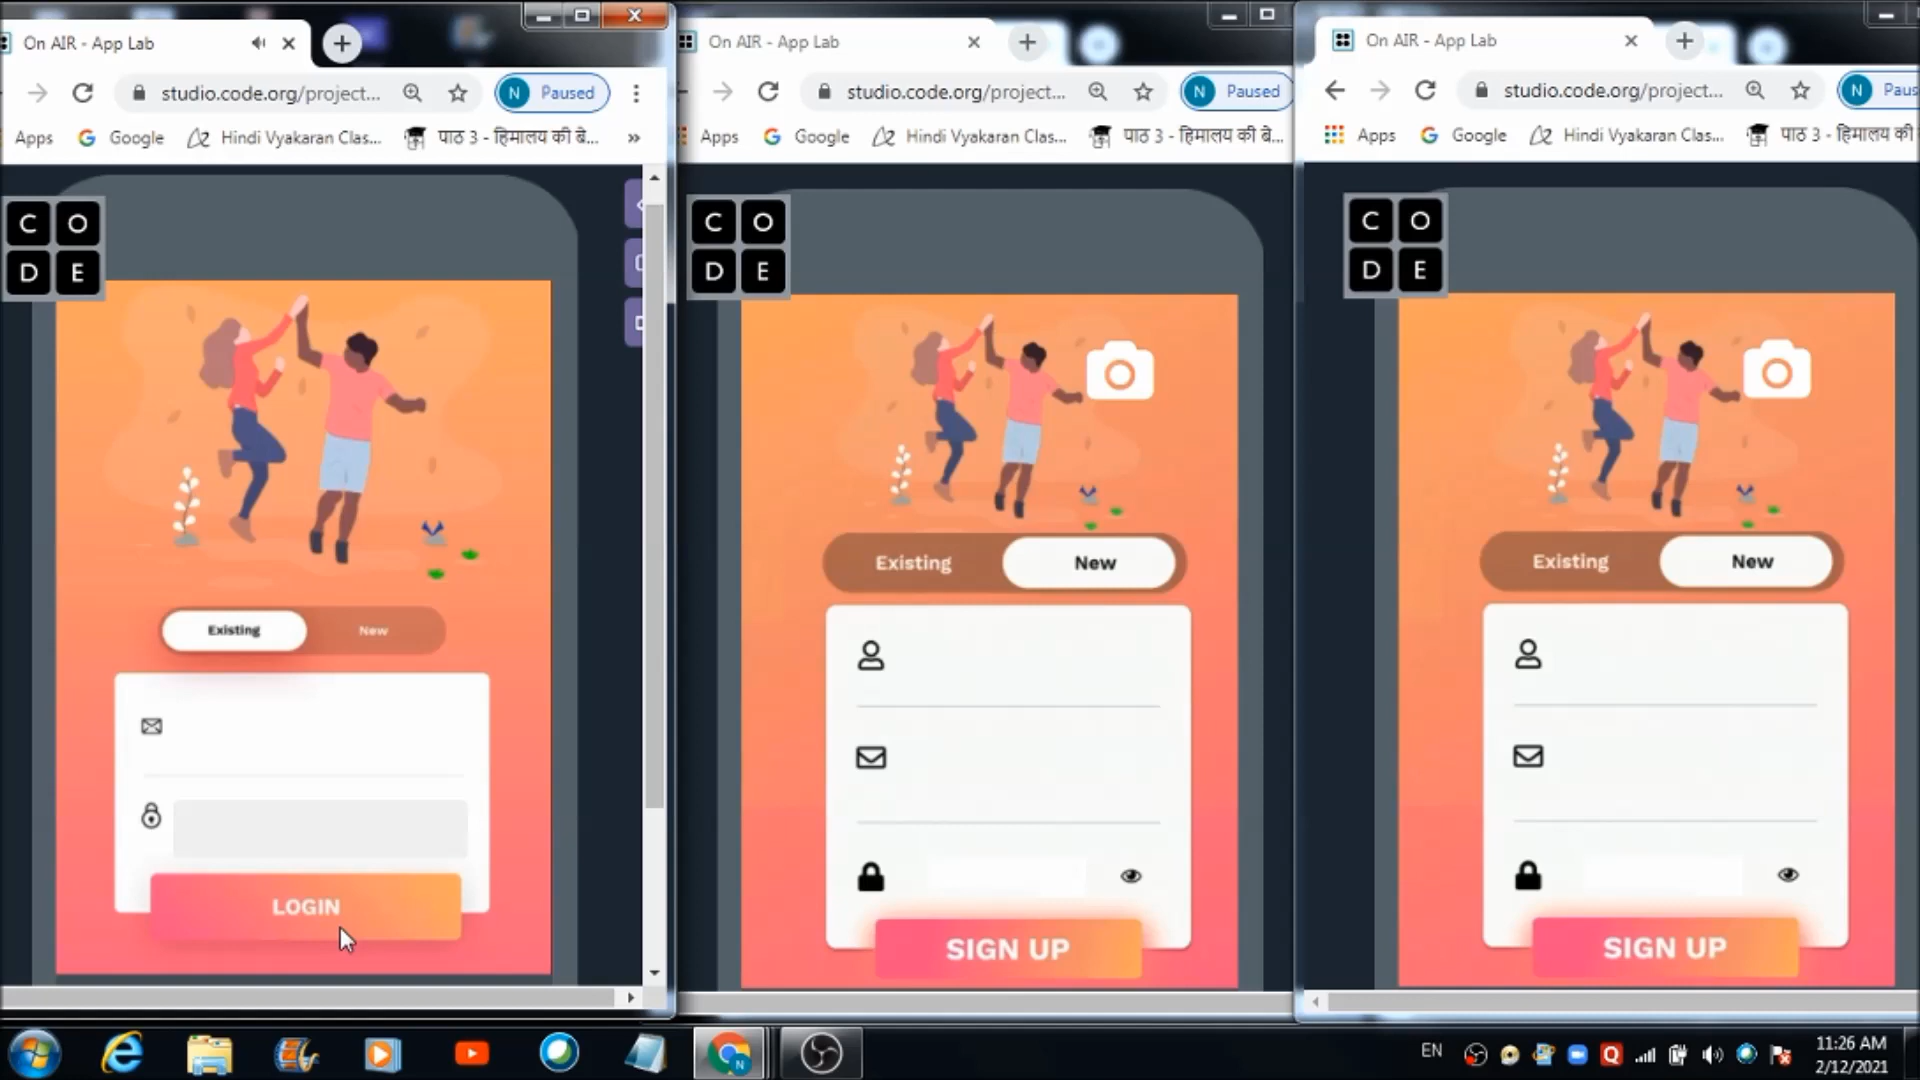 On AIR - App Lab
studio.code.org/project...
N Paused
Apps Google Hindi Vyakaran Clas... पाठ 3 - हिमालय की बे... »
C O
D E
Existing New
LOGIN
On AIR - App Lab
studio.code.org/project...
N Paused
Apps Google Hindi Vyakaran Clas... पाठ 3 - हिमालय की बे...
C O
D E
Existing New
SIGN UP
On AIR - App Lab
studio.code.org/project...
N Paus
Apps Google Hindi Vyakaran Clas... पाठ 3 - हिमालय की
C O
D E
Existing New
SIGN UP
N
EN
Q
11:26 AM
2/12/2021